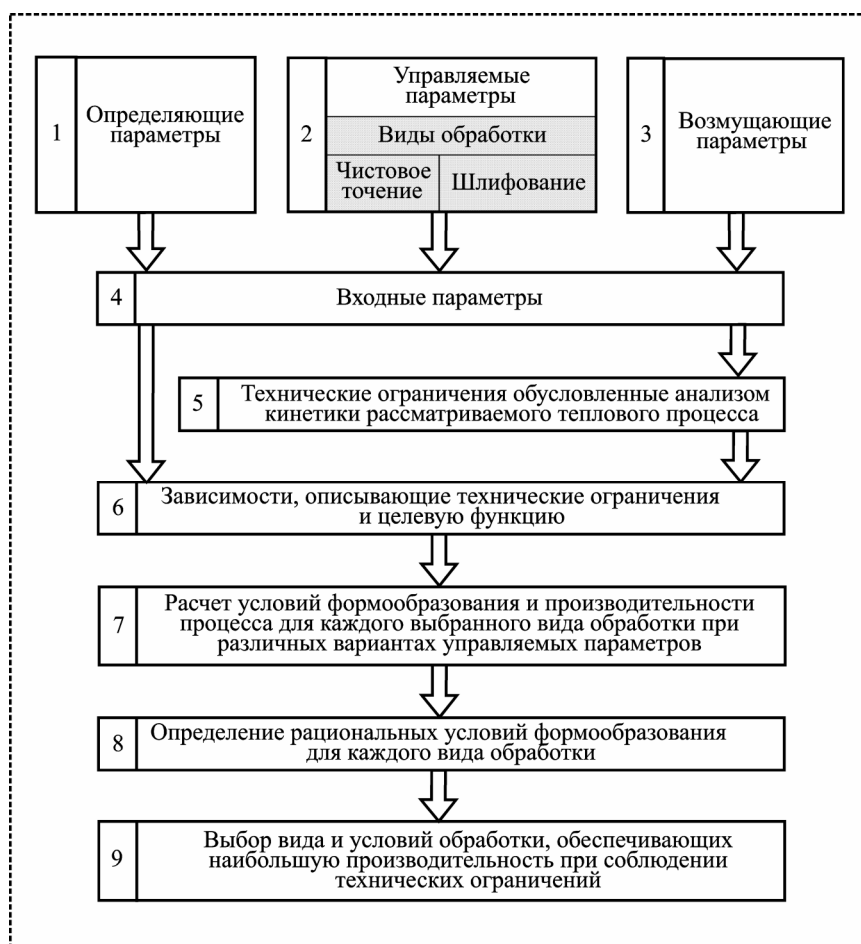 1
Определяющие
параметры
2
Управляемые
параметры
Виды обработки
Чистовое
точение
Шлифование
3
Возмущающие
параметры
4
Входные параметры
5
Технические ограничения обусловленные анализом
кинетики рассматриваемого теплового процесса
6
Зависимости, описывающие технические ограничения
и целевую функцию
7
Расчет условий формообразования и производительности
процесса для каждого выбранного вида обработки при
различных вариантах управляемых параметров
8
Определение рациональных условий формообразования
для каждого вида обработки
9
Выбор вида и условий обработки, обеспечивающих
наибольшую производительность при соблюдении
технических ограничений